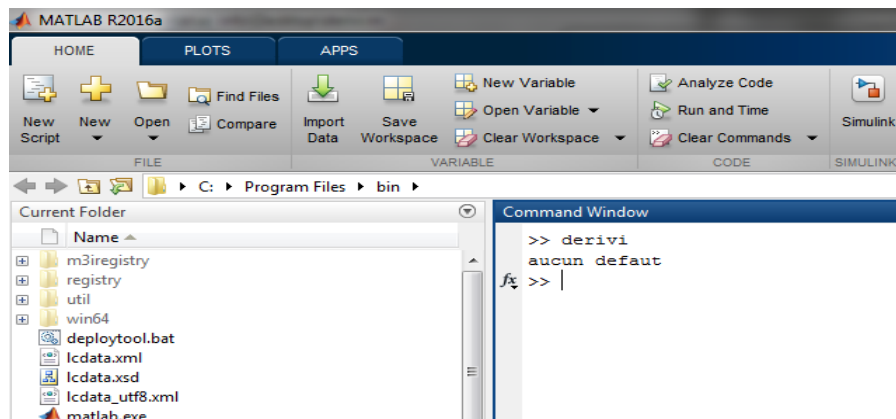 MATLAB R2016a
HOME PLOTS APPS
New Script
New
Open
Find Files
Compare
FILE
Import Data
Save Workspace
New Variable
Open Variable
Clear Workspace
VARIABLE
Analyze Code
Run and Time
Clear Commands
CODE
Simulink
SIMULINK
C: Program Files bin
Current Folder
Name
m3iregistry
registry
util
win64
deploytool.bat
lcdata.xml
lcdata.xsd
lcdata_utf8.xml
matlab.exe
Command Window
>> derivi
aucun defaut
fx >>